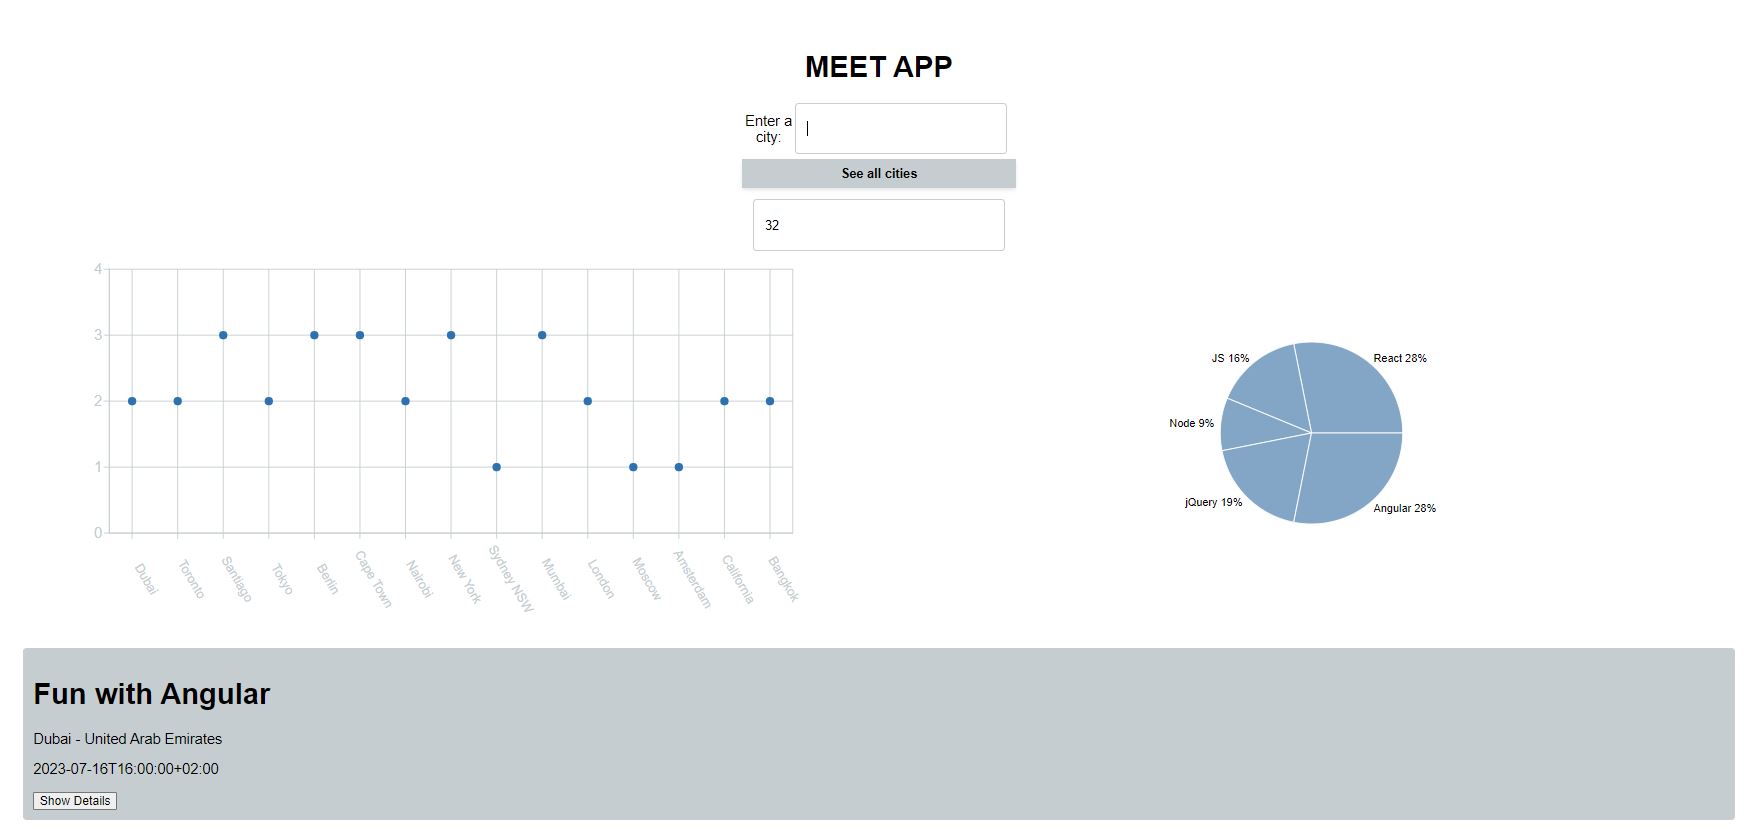 MEET APP
Enter a
city:
See all cities
32
4
3
2
1
0
Dubai
Toronto
Santiago
Tokyo
Berlin
Cape Town
Nairobi
New York
Sydney NSW
Mumbai
London
Moscow
Amsterdam
California
Bangkok
JS 16%
React 28%
Node 9%
jQuery 19%
Angular 28%
Fun with Angular
Dubai - United Arab Emirates
2023-07-16T16:00:00+02:00
Show Details